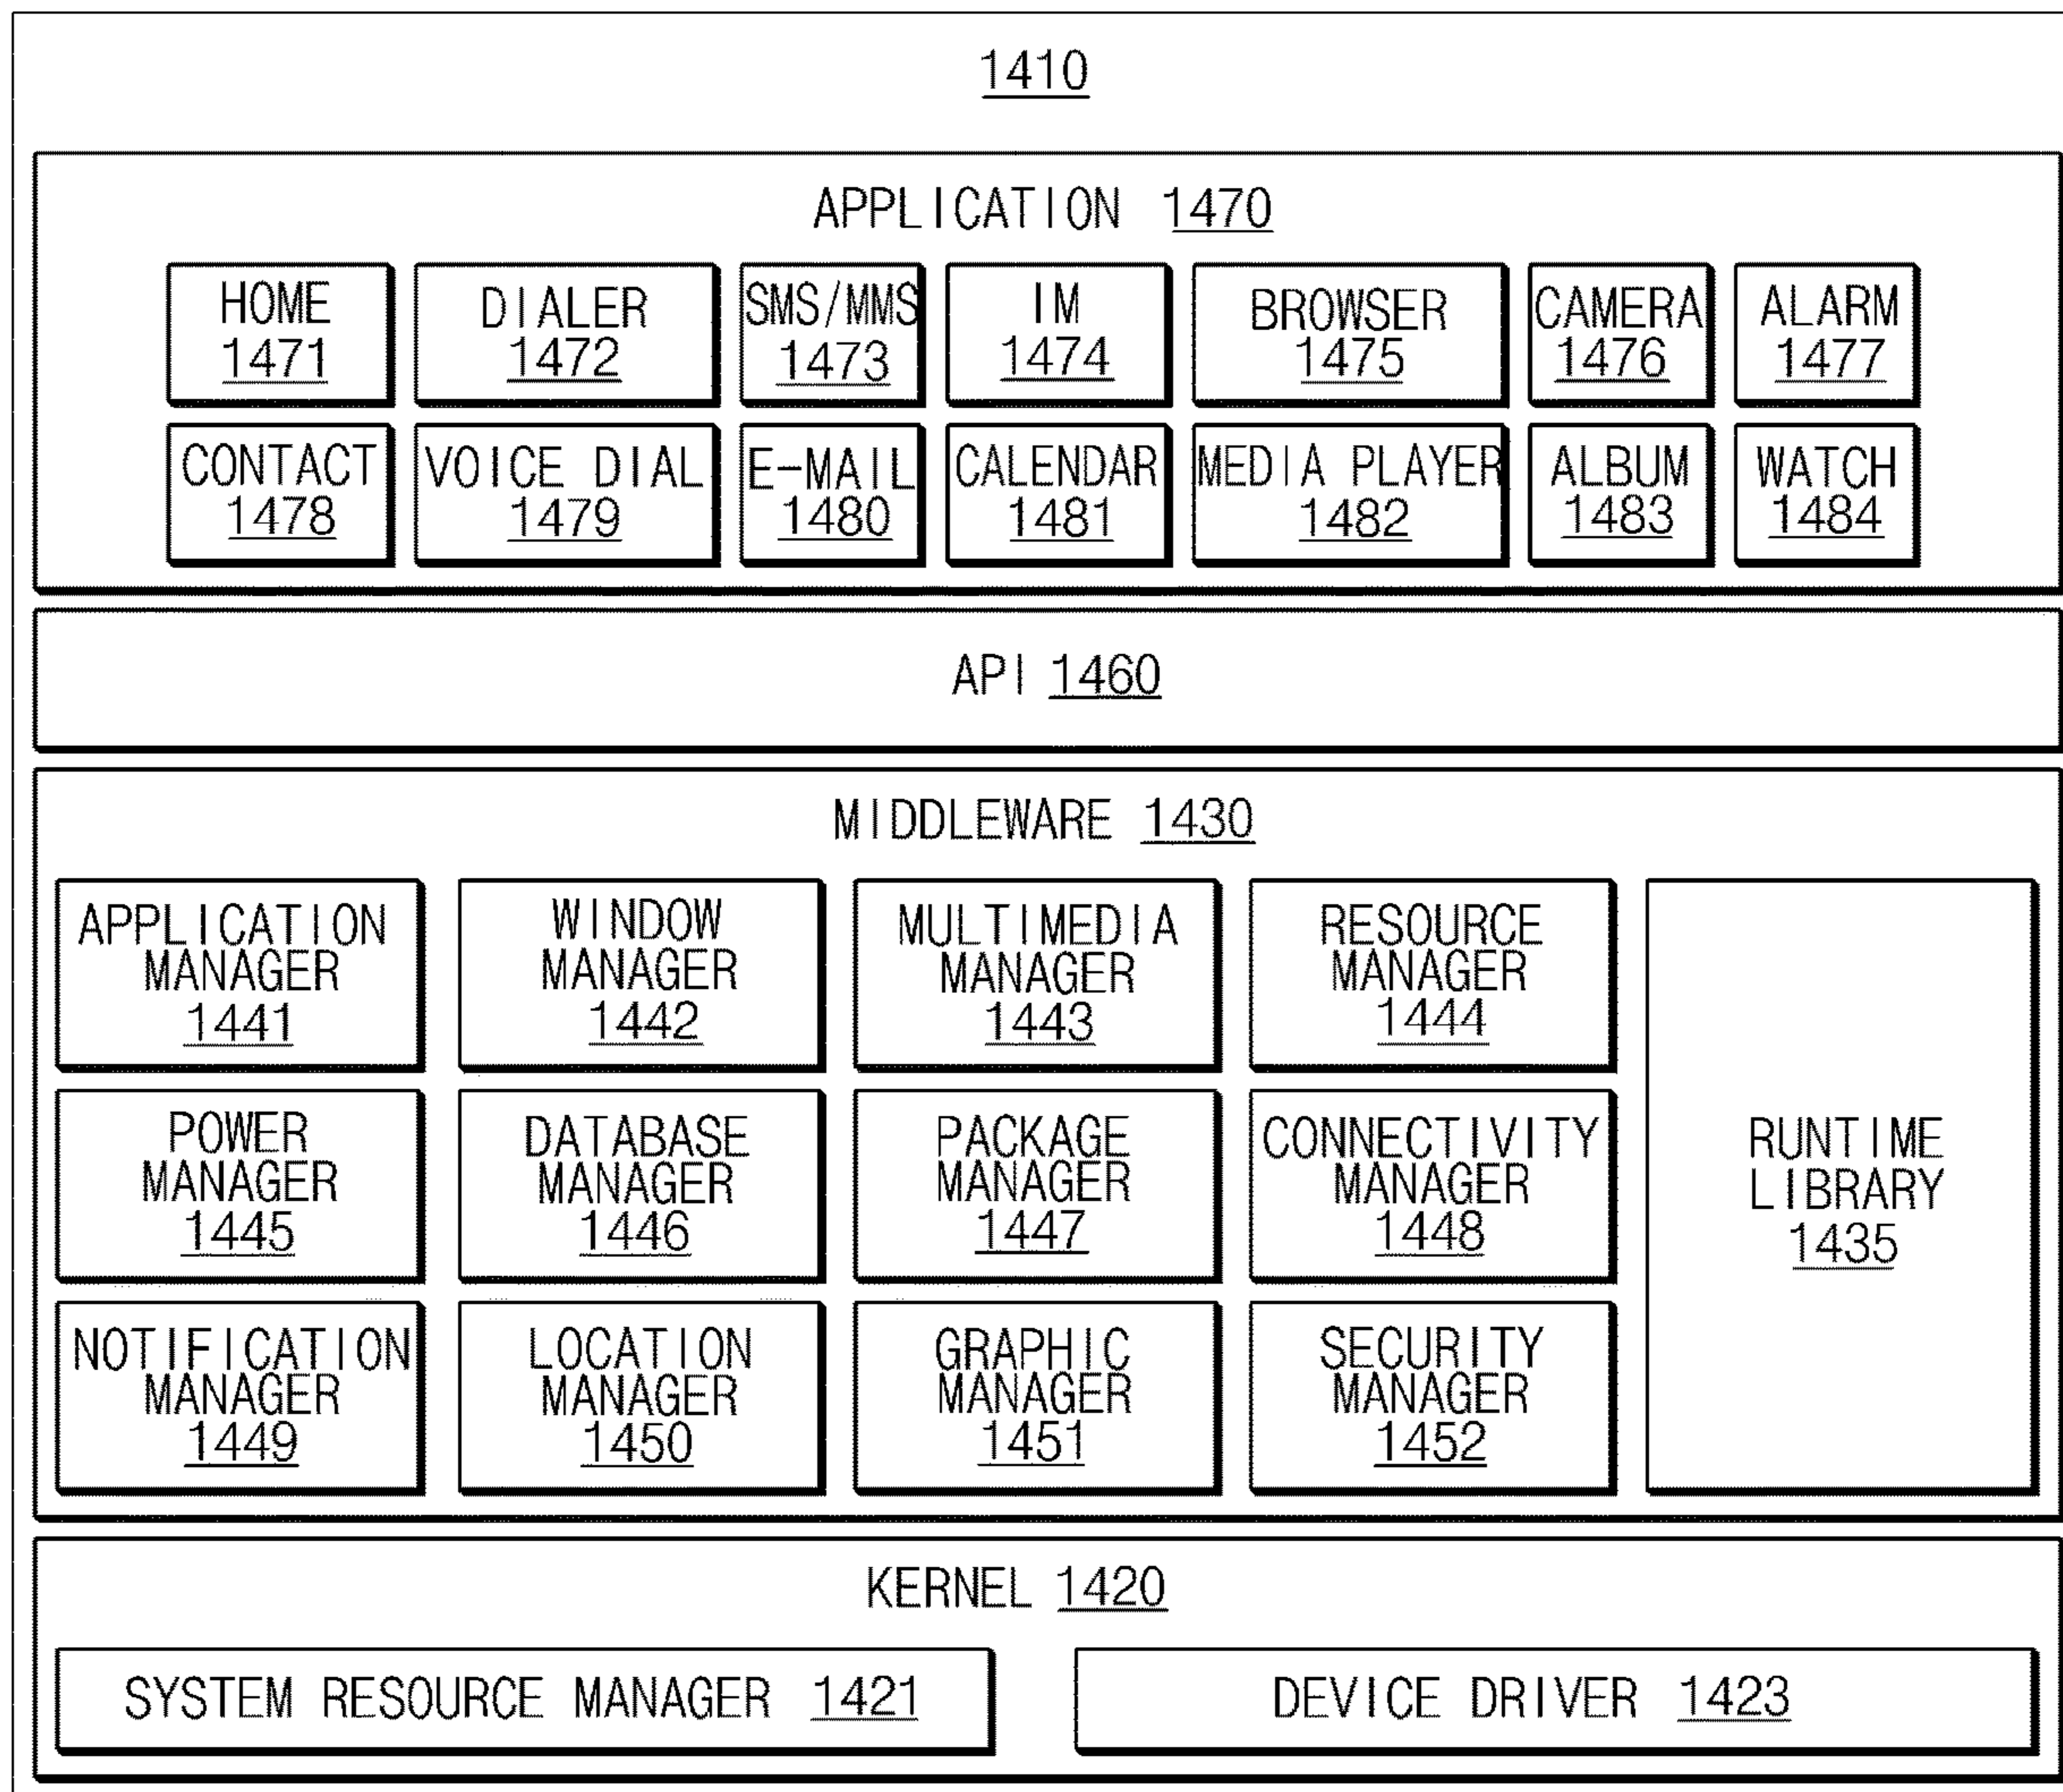 1410
APPLICATION 1470
HOME
1471
DIALER
1472
SMS/MMS
1473
IM
1474
BROWSER
1475
CAMERA
1476
ALARM
1477
CONTACT
1478
VOICE DIAL
1479
E-MAIL
1480
CALENDAR
1481
MEDIA PLAYER
1482
ALBUM
1483
WATCH
1484
API 1460
MIDDLEWARE 1430
APPLICATION
MANAGER
1441
WINDOW
MANAGER
1442
MULTIMEDIA
MANAGER
1443
RESOURCE
MANAGER
1444
POWER
MANAGER
1445
DATABASE
MANAGER
1446
PACKAGE
MANAGER
1447
CONNECTIVITY
MANAGER
1448
NOTIFICATION
MANAGER
1449
LOCATION
MANAGER
1450
GRAPHIC
MANAGER
1451
SECURITY
MANAGER
1452
RUNTIME
LIBRARY
1435
KERNEL 1420
SYSTEM RESOURCE MANAGER 1421
DEVICE DRIVER 1423